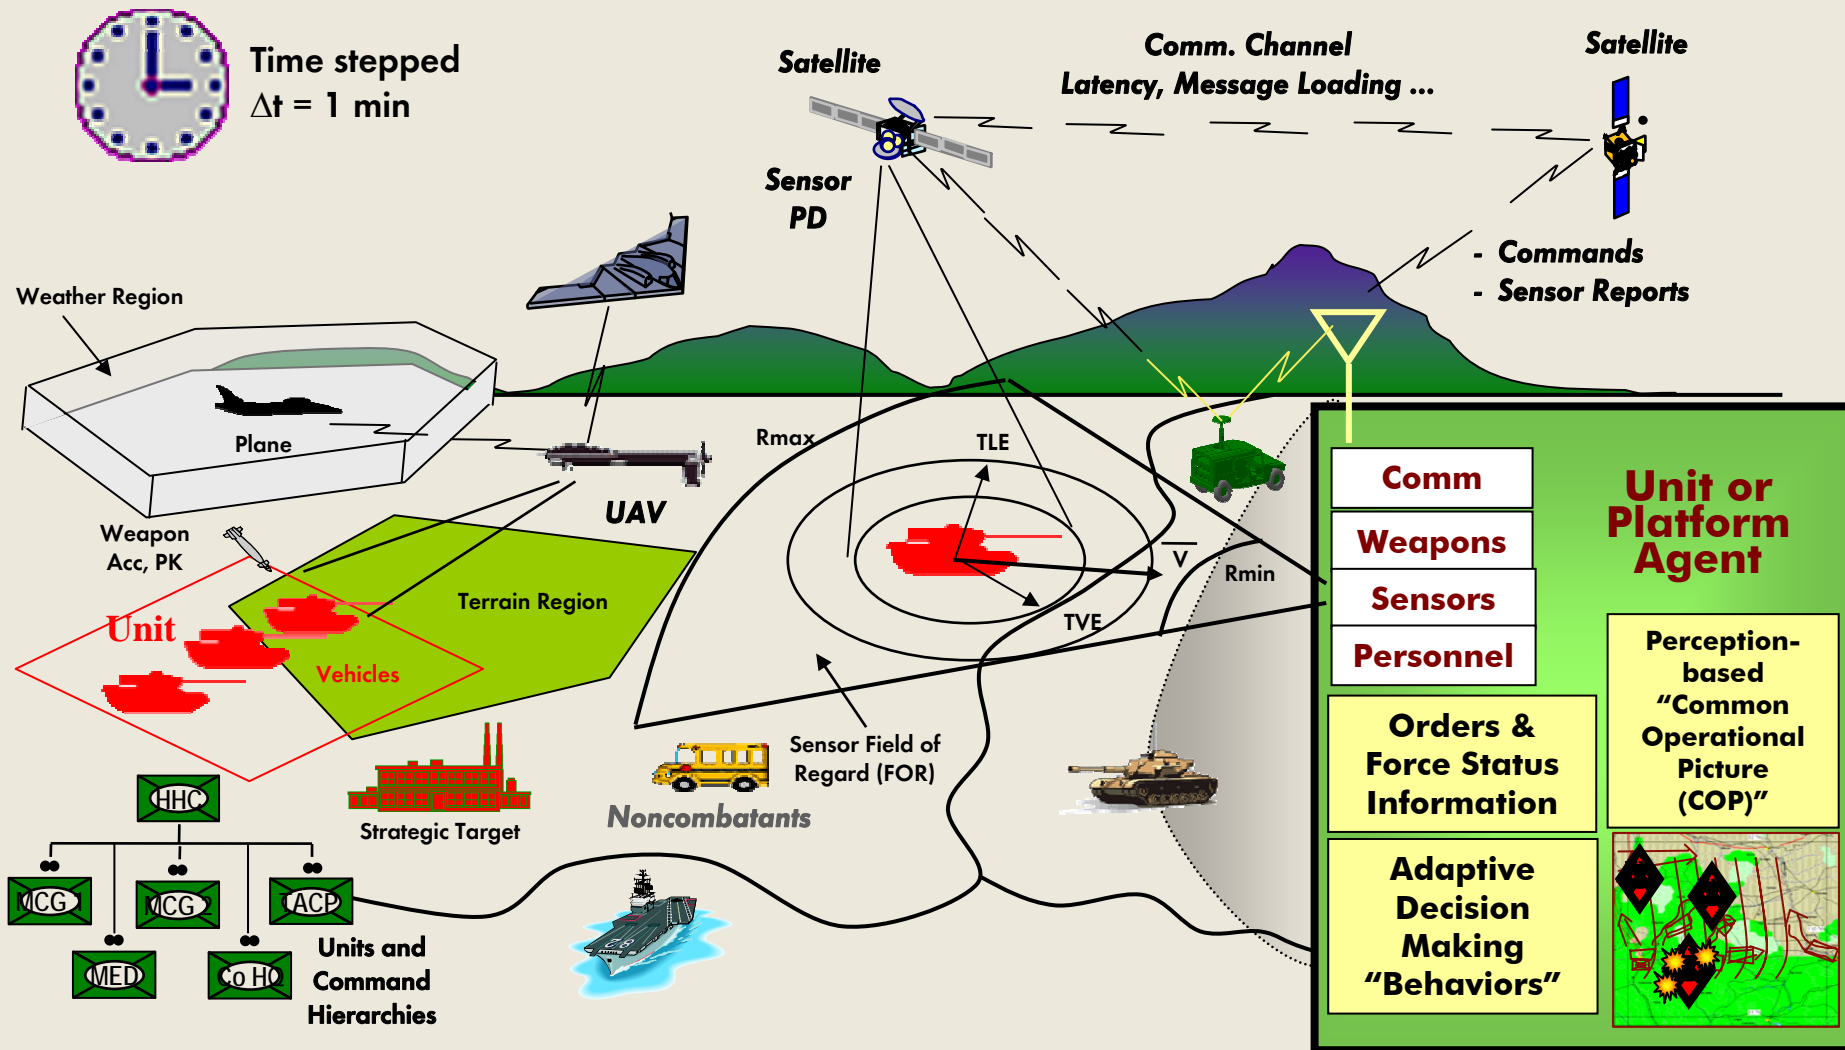 Time stepped
Δt = 1 min
Satellite
Comm. Channel
Latency, Message Loading ...
Satellite
Sensor
PD
- Commands
- Sensor Reports
Weather Region
Plane
UAV
Weapon
Acc, PK
Unit
Vehicles
Terrain Region
Rmax
TLE
V
TVE
Rmin
Sensor Field of
Regard (FOR)
Strategic Target
Noncombatants
HHC
MCG 1
MCG 2
TACP
MED
Co HQ
Units and
Command
Hierarchies
Comm
Weapons
Sensors
Personnel
Unit or
Platform
Agent
Orders &
Force Status
Information
Perception-
based
“Common
Operational
Picture
(COP)”
Adaptive
Decision
Making
“Behaviors”